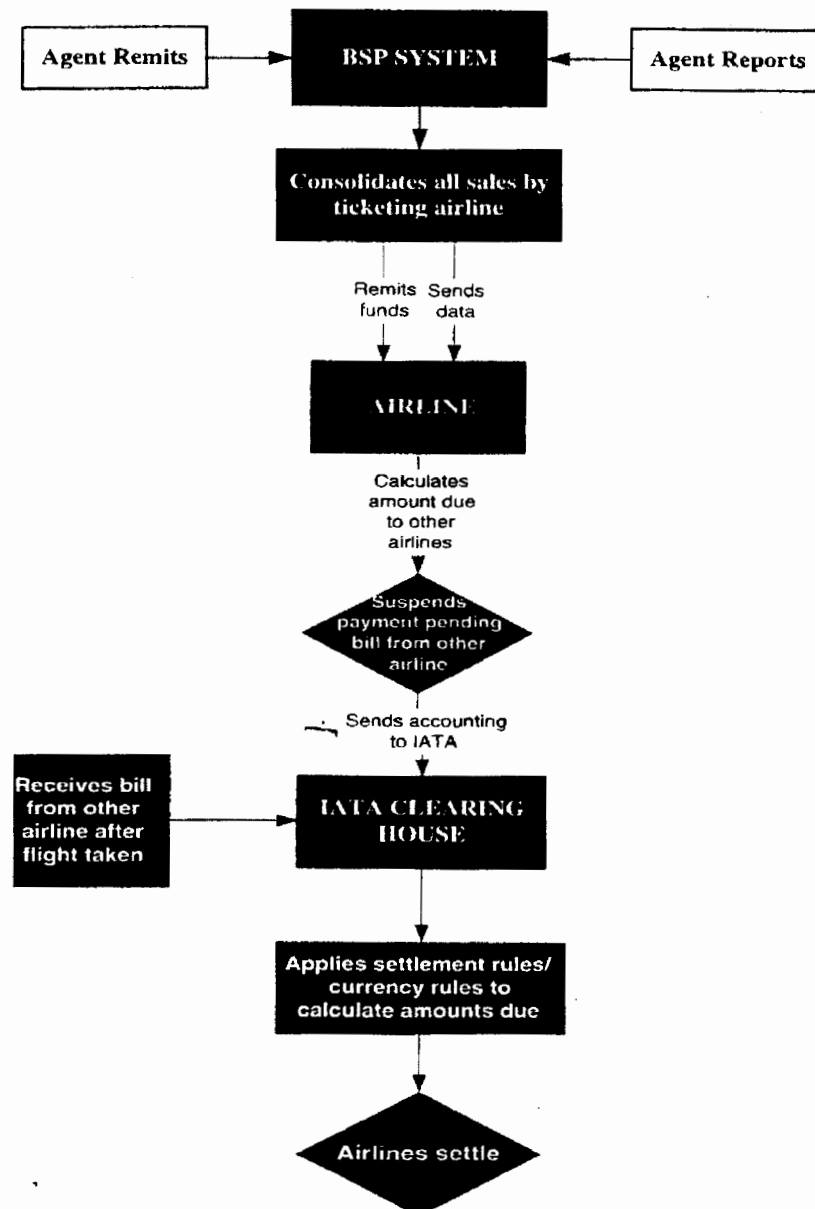 Agent Remits
BSP SYSTEM
Agent Reports
Consolidates all sales by
ticketing airline
Remits
funds
Sends
data
AIRLINE
Calculates
amount due
to other
airlines
Suspends
payment pending
bill from other
airline
Sends accounting
to IATA
Receives bill
from other
airline after
flight taken
IATA CLEARING
HOUSE
Applies settlement rules/
currency rules to
calculate amounts due
Airlines settle